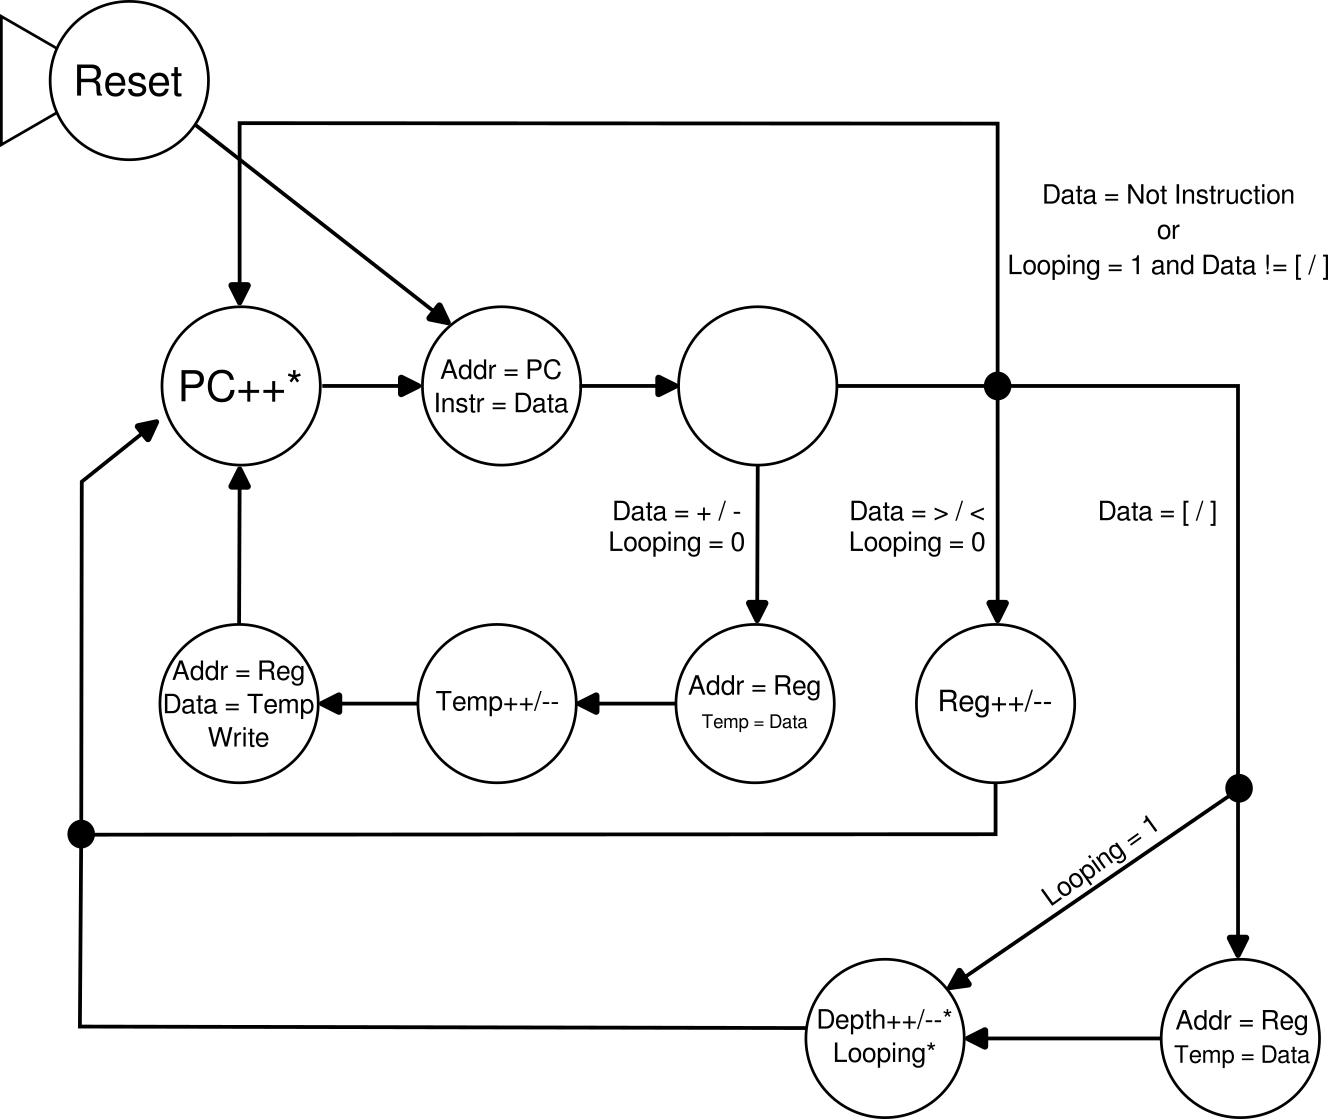 Reset
Data = Not Instruction
or
Looping = 1 and Data != [ / ]
PC++*
Addr = PC
Instr = Data
Data = + / -
Looping = 0
Data = > / <
Looping = 0
Data = [ / ]
Addr = Reg
Data = Temp
Write
Temp++/--
Addr = Reg
Temp = Data
Reg++/--
Looping = 1
Depth++/--*
Looping*
Addr = Reg
Temp = Data